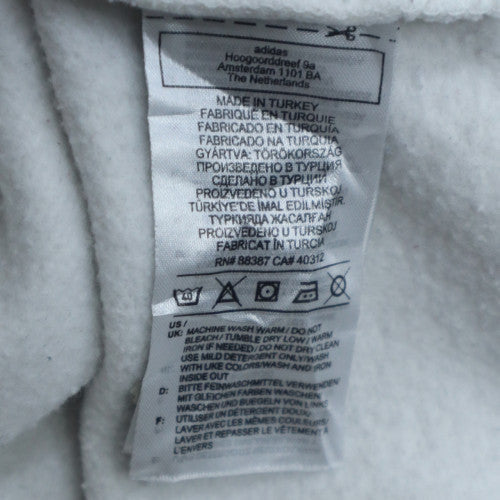 adidas
Hoogoorddreef 9a
Amsterdam 1101 BA
The Netherlands
MADE IN TURKEY
FABRIQUÉ EN TURQUIE
FABRICADO EN TURQUÍA
FABRICADO NA TURQUIA
GYÁRTVA: TÖRÖKORSZÁG
ПРОИЗВЕДЕНО В ТУРЦИЯ
СДЕЛАНО В ТУРЦИИ
PROIZVEDENO U TURSKOJ
TÜRKİYE'DE İMAL EDİLMİŞTİR.
ТУРКИЯДА ЖАСАЛҒАН
PROIZVEDENO U TURSKOJ
FABRICAT ÎN TURCIA
RN# 88387 CA# 40312
40
US /
UK: MACHINE WASH WARM / DO NOT
BLEACH / TUMBLE DRY LOW / WARM
IRON IF NEEDED / DO NOT DRY CLEAN
USE MILD DETERGENT ONLY/WASH
WITH LIKE COLORS/WASH AND IRON
INSIDE OUT
D: BITTE FEINWASCHMITTEL VERWENDEN
MIT GLEICHEN FARBEN WASCHEN
WASCHEN UND BUEGELN VON LINKS
F: UTILISER UN DÉTERGENT DOUX
LAVER AVEC LES MÊMES COULEURS
LAVER ET REPASSER LE VÊTEMENT À
L'ENVERS